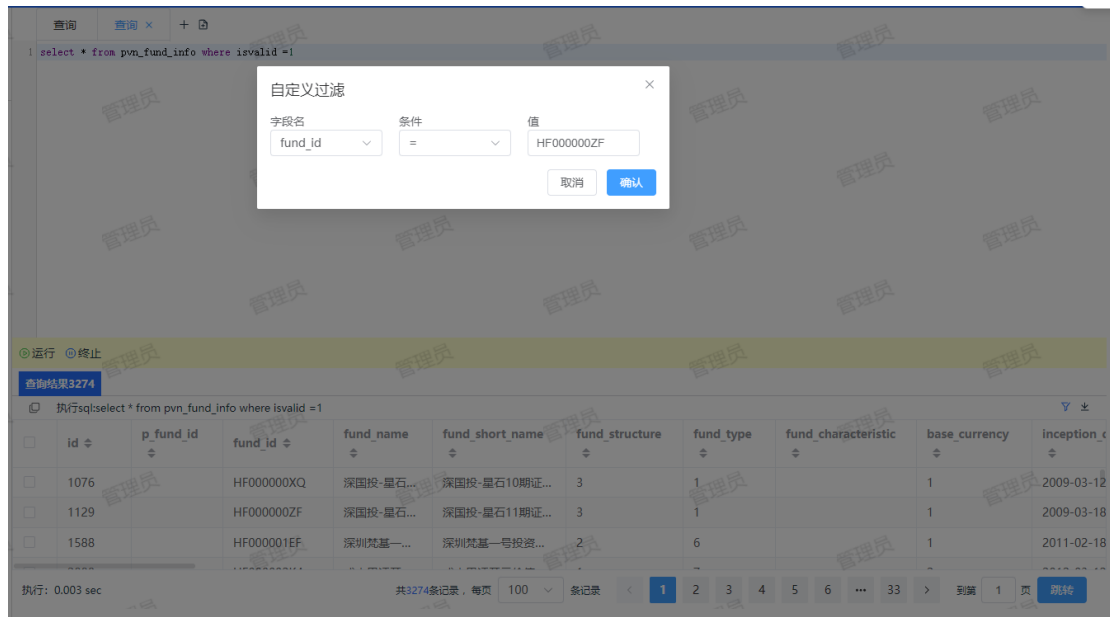 查询 查询 ×
1 select * from pvn_fund_info where isvalid =1
自定义过滤
字段名 条件 值
fund_id = HF000000ZF
取消 确认
运行 终止
查询结果3274
执行sql:select * from pvn_fund_info where isvalid =1
id p_fund_id fund_id fund_name fund_short_name fund_structure fund_type fund_characteristic base_currency inception_
1076 HF000000XQ 深国投-星石... 深国投-星石10期证... 3 1 1 2009-03-12
1129 HF000000ZF 深国投-星石... 深国投-星石11期证... 3 1 1 2009-03-18
1588 HF000001EF 深圳梵基一... 深圳梵基一号投资... 2 6 1 2011-02-18
执行: 0.003 sec 共3274条记录, 每页 100 条记录 < 1 2 3 4 5 6 ... 33 > 到第 1 页 跳转
管理员